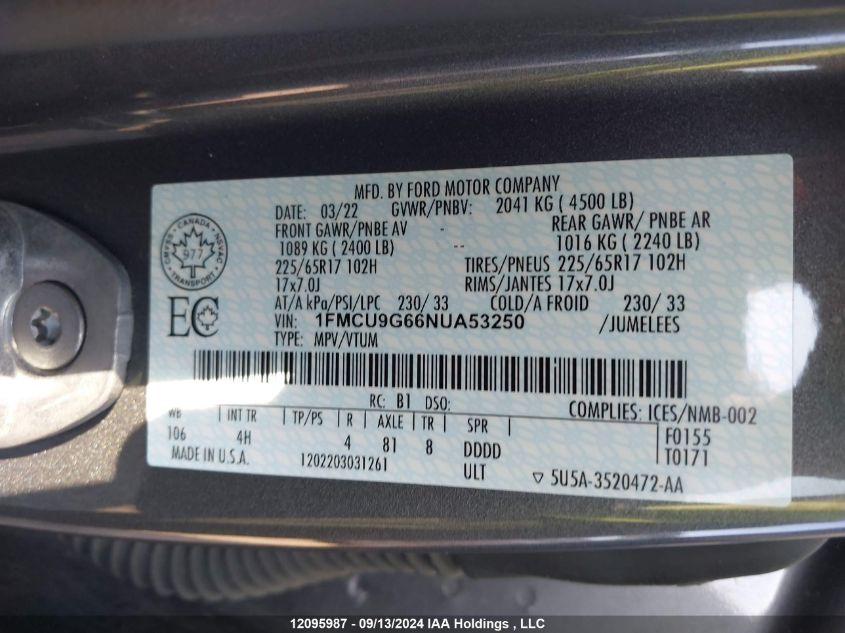 MFD. BY FORD MOTOR COMPANY
DATE: 03/22 GVWR/PNBV: 2041 KG ( 4500 LB)
FRONT GAWR/PNBE AV - REAR GAWR/ PNBE AR
1089 KG ( 2400 LB) -- 1016 KG ( 2240 LB)
225/65R17 102H TIRES/PNEUS 225/65R17 102H
17x7.0J RIMS/JANTES 17x7.0J
AT/A kPa/PSI/LPC 230/ 33 COLD/A FROID 230/ 33
VIN: 1FMCU9G66NUA53250 /JUMELEES
TYPE: MPV/VTUM
CANADA
NSVAC
977
TRANSPORT
EC
RC: B1 DSO:
COMPLIES: ICES/NMB-002
WB INT TR TP/PS R AXLE TR SPR F0155
106 4H 4 81 8 DDDD T0171
MADE IN U.S.A. 1202203031261 ULT ▽ 5U5A-3520472-AA
12095987 - 09/13/2024 IAA Holdings , LLC